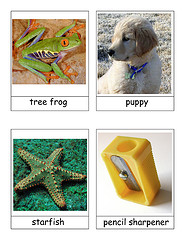 tree frog
puppy
starfish
pencil sharpener